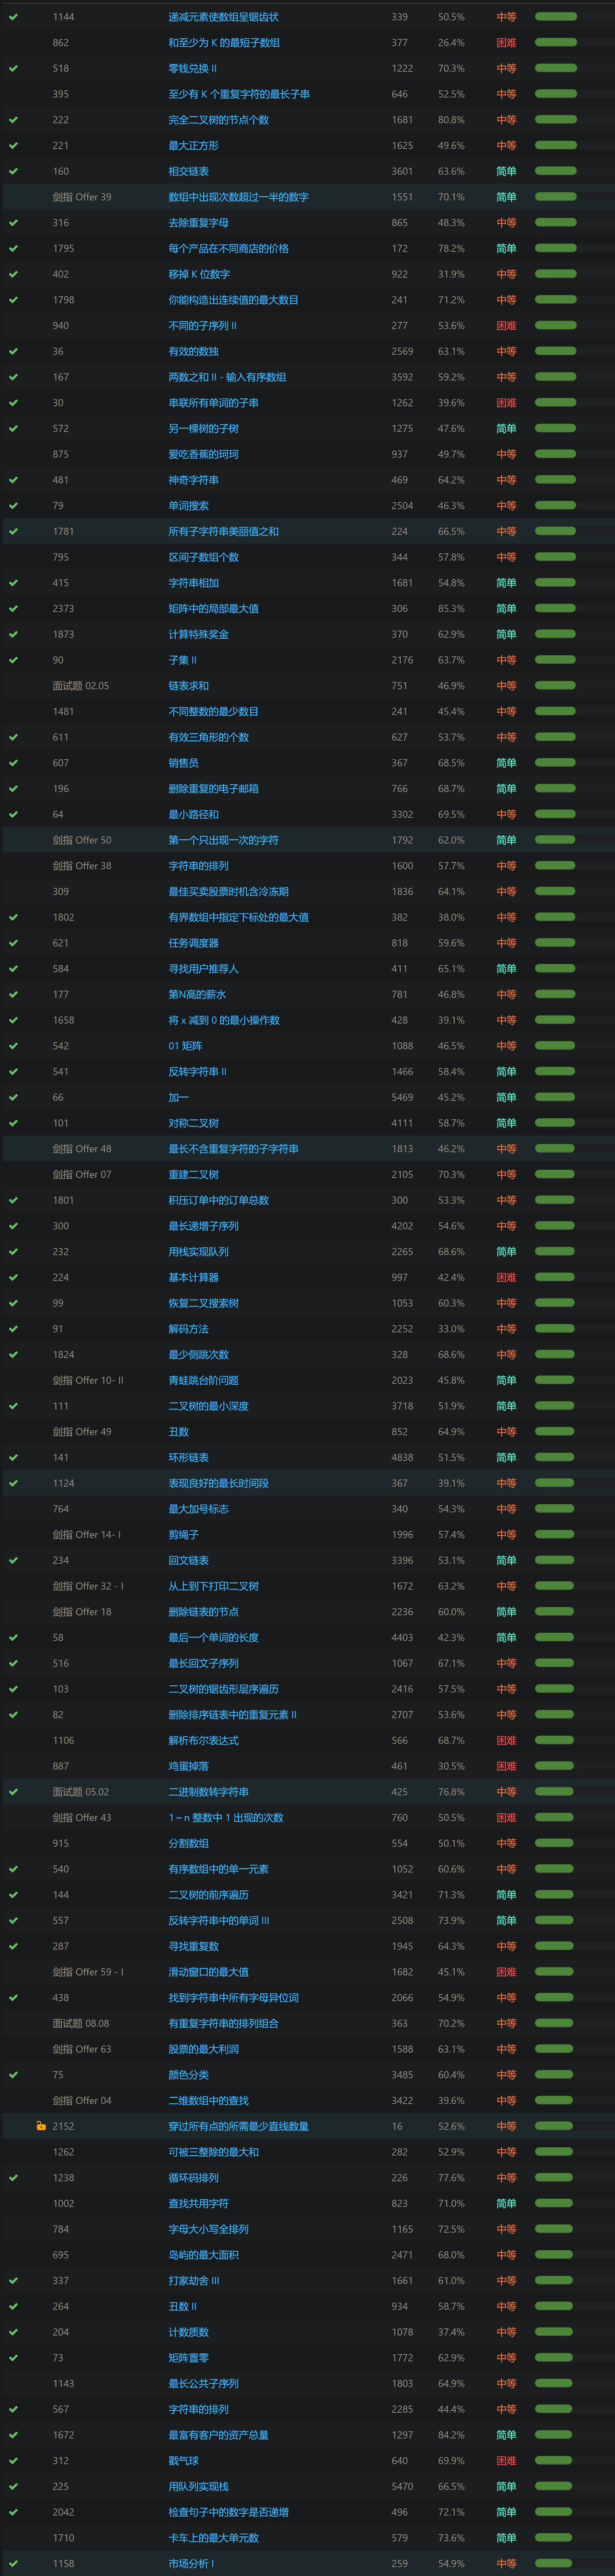 1144 递减元素使数组呈锯齿状 339 50.5% 中等
862 和至少为 K 的最短子数组 377 26.4% 困难
518 零钱兑换 II 1222 70.3% 中等
395 至少有 K 个重复字符的最长子串 646 52.5% 中等
222 完全二叉树的节点个数 1681 80.8% 中等
221 最大正方形 1625 49.6% 中等
160 相交链表 3601 63.6% 简单
剑指 Offer 39 数组中出现次数超过一半的数字 1551 70.1% 简单
316 去除重复字母 865 48.3% 中等
1795 每个产品在不同商店的价格 172 78.2% 简单
402 移掉 K 位数字 922 31.9% 中等
1798 你能构造出连续值的最大数目 241 71.2% 中等
940 不同的子序列 II 277 53.6% 困难
36 有效的数独 2569 63.1% 中等
167 两数之和 II - 输入有序数组 3592 59.2% 中等
30 串联所有单词的子串 1262 39.6% 困难
572 另一棵树的子树 1275 47.6% 简单
875 爱吃香蕉的珂珂 937 49.7% 中等
481 神奇字符串 469 64.2% 中等
79 单词搜索 2504 46.3% 中等
1781 所有子字符串美丽值之和 224 66.5% 中等
795 区间子数组个数 344 57.8% 中等
415 字符串相加 1681 54.8% 简单
2373 矩阵中的局部最大值 306 85.3% 简单
1873 计算特殊奖金 370 62.9% 简单
90 子集 II 2176 63.7% 中等
面试题 02.05 链表求和 751 46.9% 中等
1481 不同整数的最少数目 241 45.4% 中等
611 有效三角形的个数 627 53.7% 中等
607 销售员 367 68.5% 简单
196 删除重复的电子邮箱 766 68.7% 简单
64 最小路径和 3302 69.5% 中等
剑指 Offer 50 第一个只出现一次的字符 1792 62.0% 简单
剑指 Offer 38 字符串的排列 1600 57.7% 中等
309 最佳买卖股票时机含冷冻期 1836 64.1% 中等
1802 有界数组中指定下标处的最大值 382 38.0% 中等
621 任务调度器 818 59.6% 中等
584 寻找用户推荐人 411 65.1% 简单
177 第N高的薪水 781 46.8% 中等
1658 将 x 减到 0 的最小操作数 428 39.1% 中等
542 01 矩阵 1088 46.5% 中等
541 反转字符串 II 1466 58.4% 简单
66 加一 5469 45.2% 简单
101 对称二叉树 4111 58.7% 简单
剑指 Offer 48 最长不含重复字符的子字符串 1813 46.2% 中等
剑指 Offer 07 重建二叉树 2105 70.3% 中等
1801 积压订单中的订单总数 300 53.3% 中等
300 最长递增子序列 4202 54.6% 中等
232 用栈实现队列 2265 68.6% 简单
224 基本计算器 997 42.4% 困难
99 恢复二叉搜索树 1053 60.3% 中等
91 解码方法 2252 33.0% 中等
1824 最少侧跳次数 328 68.6% 中等
剑指 Offer 10- II 青蛙跳台阶问题 2023 45.8% 简单
111 二叉树的最小深度 3718 51.9% 简单
剑指 Offer 49 丑数 852 64.9% 中等
141 环形链表 4838 51.5% 简单
1124 表现良好的最长时间段 367 39.1% 中等
764 最大加号标志 340 54.3% 中等
剑指 Offer 14- I 剪绳子 1996 57.4% 中等
234 回文链表 3396 53.1% 简单
剑指 Offer 32 - I 从上到下打印二叉树 1672 63.2% 中等
剑指 Offer 18 删除链表的节点 2236 60.0% 简单
58 最后一个单词的长度 4403 42.3% 简单
516 最长回文子序列 1067 67.1% 中等
103 二叉树的锯齿形层序遍历 2416 57.5% 中等
82 删除排序链表中的重复元素 II 2707 53.6% 中等
1106 解析布尔表达式 566 68.7% 困难
887 鸡蛋掉落 461 30.5% 困难
面试题 05.02 二进制数转字符串 425 76.8% 中等
剑指 Offer 43 1～n 整数中 1 出现的次数 760 50.5% 困难
915 分割数组 554 50.1% 中等
540 有序数组中的单一元素 1052 60.6% 中等
144 二叉树的前序遍历 3421 71.3% 简单
557 反转字符串中的单词 III 2508 73.9% 简单
287 寻找重复数 1945 64.3% 中等
剑指 Offer 59 - I 滑动窗口的最大值 1682 45.1% 困难
438 找到字符串中所有字母异位词 2066 54.9% 中等
面试题 08.08 有重复字符串的排列组合 363 70.2% 中等
剑指 Offer 63 股票的最大利润 1588 63.1% 中等
75 颜色分类 3485 60.4% 中等
剑指 Offer 04 二维数组中的查找 3422 39.6% 中等
2152 穿过所有点的所需最少直线数量 16 52.6% 中等
1262 可被三整除的最大和 282 52.9% 中等
1238 循环码排列 226 77.6% 中等
1002 查找共用字符 823 71.0% 简单
784 字母大小写全排列 1165 72.5% 中等
695 岛屿的最大面积 2471 68.0% 中等
337 打家劫舍 III 1661 61.0% 中等
264 丑数 II 934 58.7% 中等
204 计数质数 1078 37.4% 中等
73 矩阵置零 1772 62.9% 中等
1143 最长公共子序列 1803 64.9% 中等
567 字符串的排列 2285 44.4% 中等
1672 最富有客户的资产总量 1297 84.2% 简单
312 戳气球 640 69.9% 困难
225 用队列实现栈 5470 66.5% 简单
2042 检查句子中的数字是否递增 496 72.1% 简单
1710 卡车上的最大单元数 579 73.6% 简单
1158 市场分析 I 259 54.9% 中等